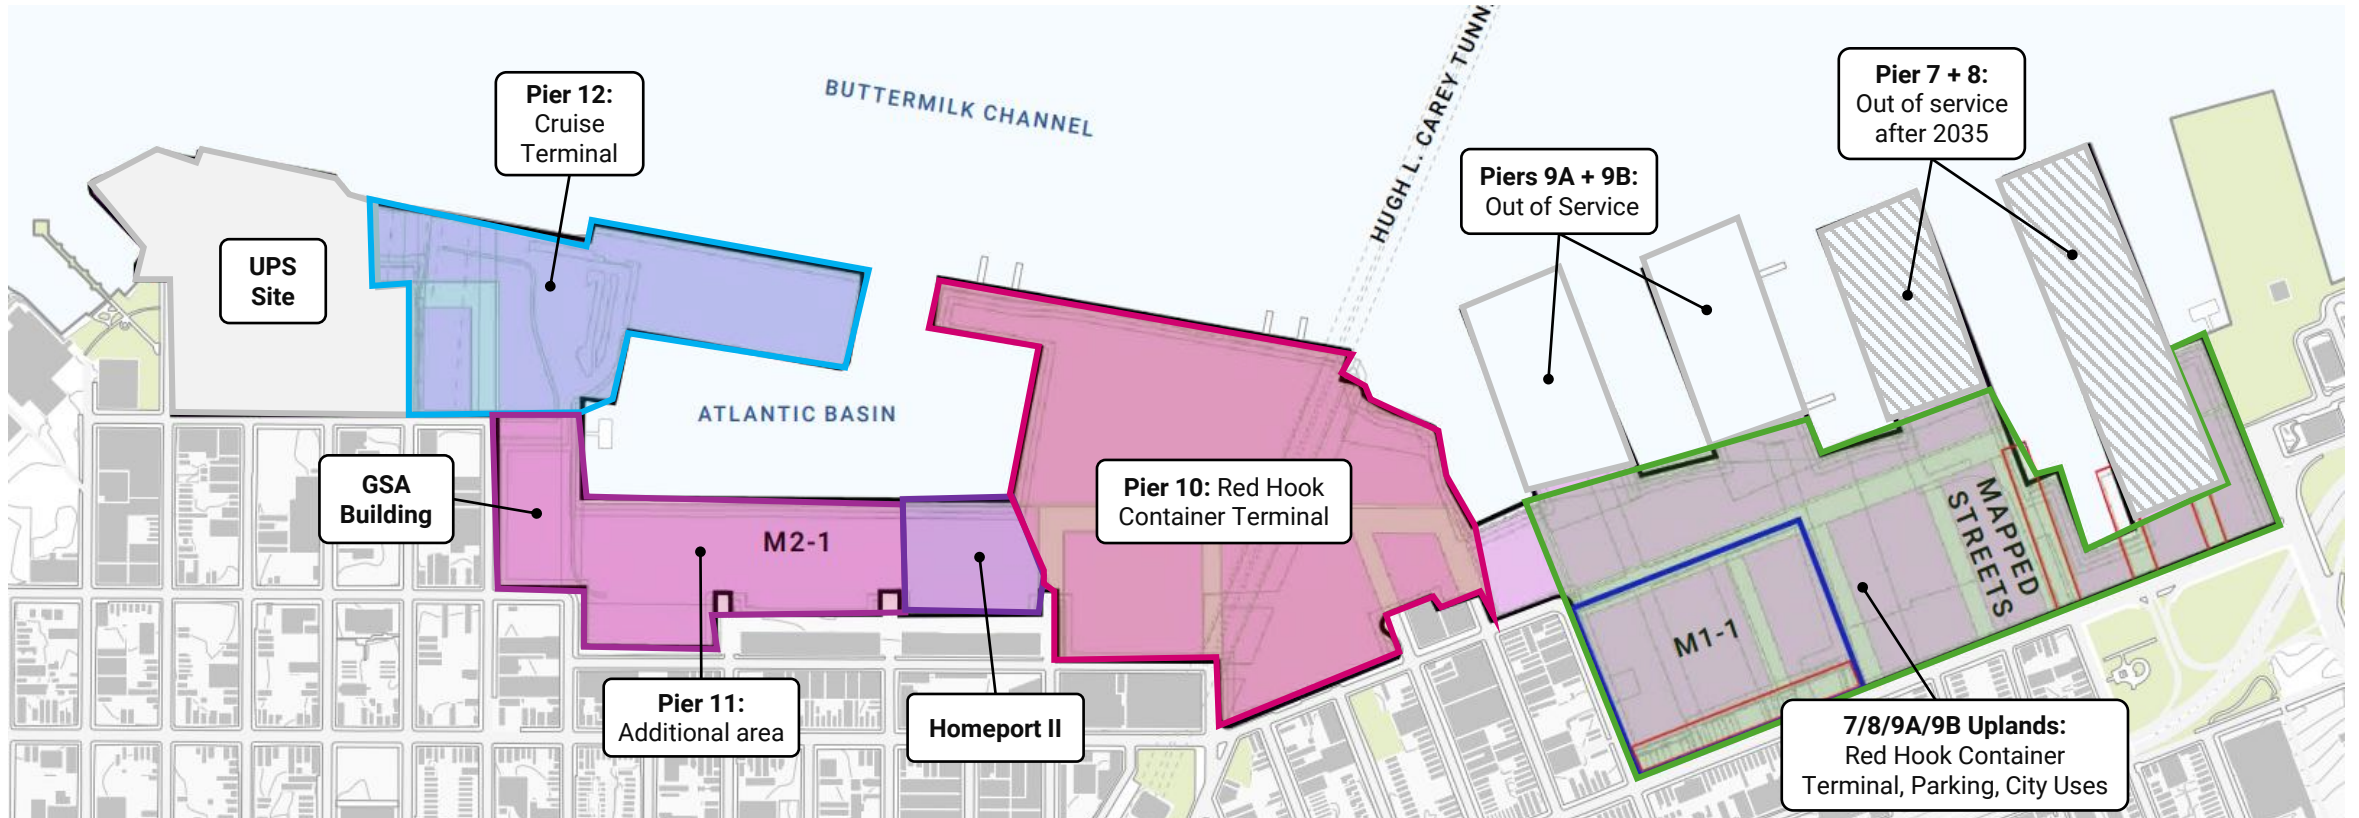 Pier 12:
Cruise
Terminal
BUTTERMILK CHANNEL
HUGH L. CAREY TUNN
Pier 7 + 8:
Out of service
after 2035
Piers 9A + 9B:
Out of Service
UPS
Site
ATLANTIC BASIN
GSA
Building
M2-1
Pier 10: Red Hook
Container Terminal
MAPPED
STREETS
M1-1
Pier 11:
Additional area
Homeport II
7/8/9A/9B Uplands:
Red Hook Container
Terminal, Parking, City Uses